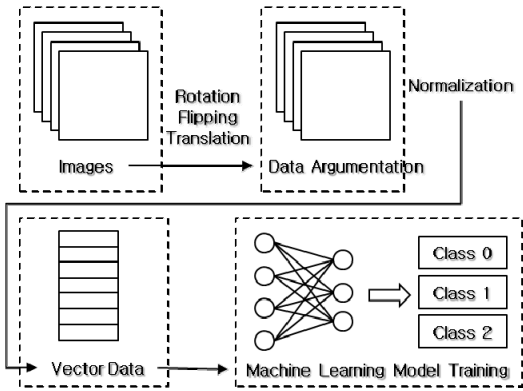 Rotation
Flipping
Translation
Images
Data Argumentation
Normalization
Vector Data
Class 0
Class 1
Class 2
Machine Learning Model Training